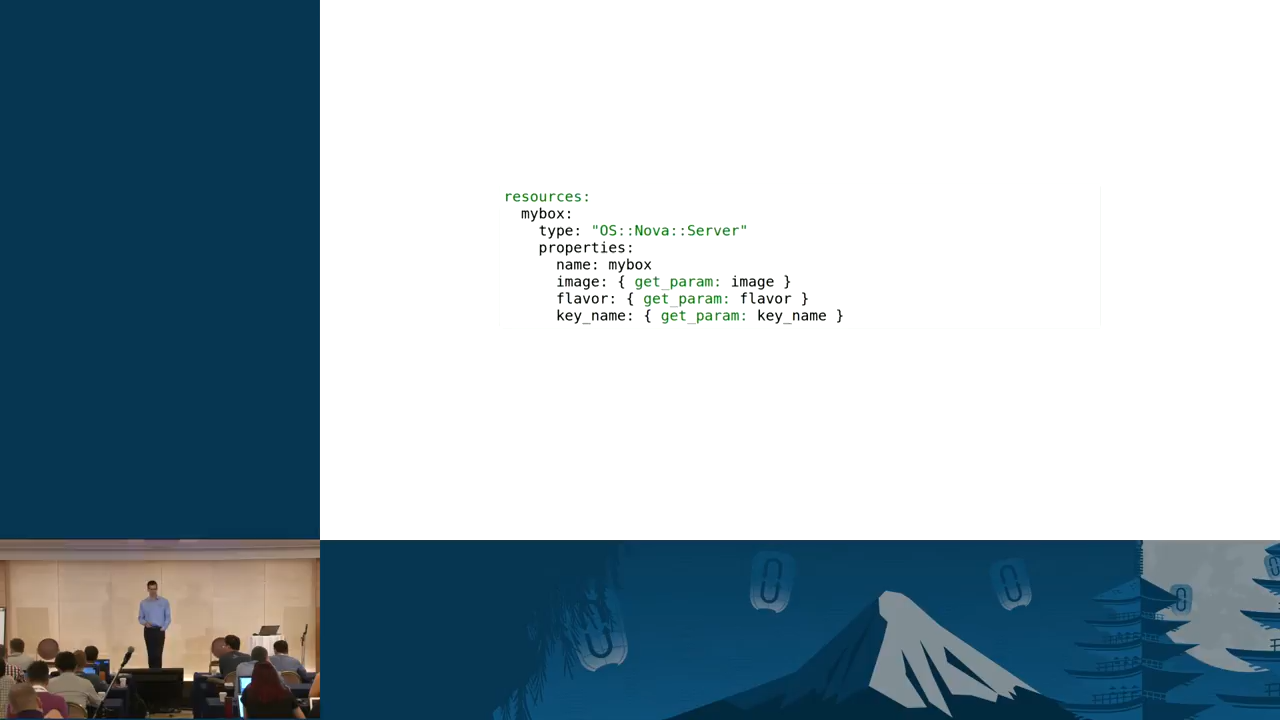 resources:
  mybox:
    type: "OS::Nova::Server"
    properties:
      name: mybox
      image: { get_param: image }
      flavor: { get_param: flavor }
      key_name: { get_param: key_name }